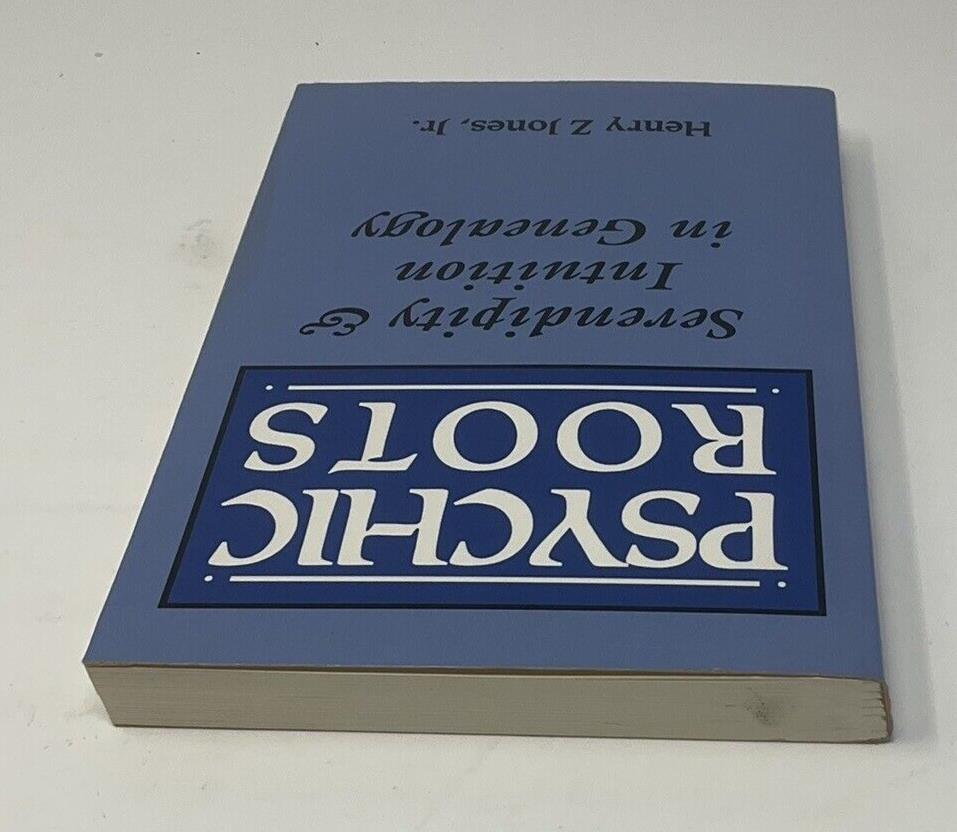 PSYCHIC
ROOTS
Serendipity &
Intuition
in Genealogy
Henry Z Jones, Jr.